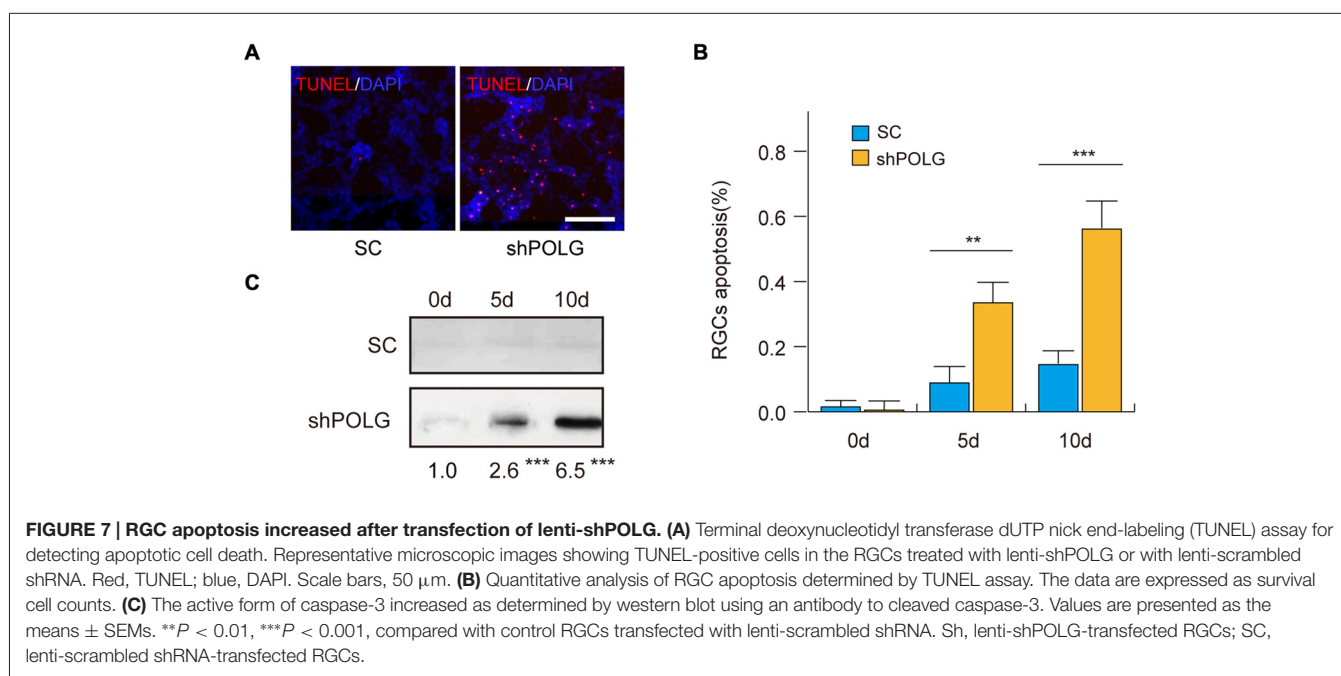 A
TUNEL/DAPI
TUNEL/DAPI
SC
shPOLG
B
SC
shPOLG
RGCs apoptosis(%)
0.8
0.6
0.4
0.2
0.0
**
***
0d
5d
10d
C
0d
5d
10d
SC
shPOLG
1.0
2.6 ***
6.5 ***
FIGURE 7 | RGC apoptosis increased after transfection of lenti-shPOLG. (A) Terminal deoxynucleotidyl transferase dUTP nick end-labeling (TUNEL) assay for
detecting apoptotic cell death. Representative microscopic images showing TUNEL-positive cells in the RGCs treated with lenti-shPOLG or with lenti-scrambled
shRNA. Red, TUNEL; blue, DAPI. Scale bars, 50 μm. (B) Quantitative analysis of RGC apoptosis determined by TUNEL assay. The data are expressed as survival
cell counts. (C) The active form of caspase-3 increased as determined by western blot using an antibody to cleaved caspase-3. Values are presented as the
means ± SEMs. **P < 0.01, ***P < 0.001, compared with control RGCs transfected with lenti-scrambled shRNA. Sh, lenti-shPOLG-transfected RGCs; SC,
lenti-scrambled shRNA-transfected RGCs.